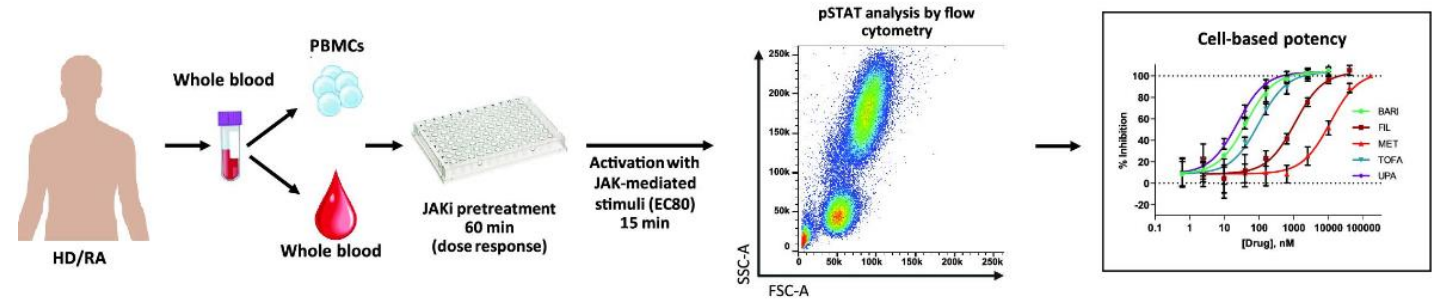 HD/RA
Whole blood
PBMCs
Whole blood
JAKi pretreatment
60 min
(dose response)
Activation with
JAK-mediated
stimuli (EC80)
15 min
pSTAT analysis by flow
cytometry
250k
200k
150k
100k
50k
0
0
50k
100k
150k
200k
250k
SSC-A
FSC-A
Cell-based potency
% Inhibition
100
80
60
40
20
0
-20
0.1
1
10
100
1000
10000
100000
[Drug], nM
BARI
FIL
MET
TOFA
UPA